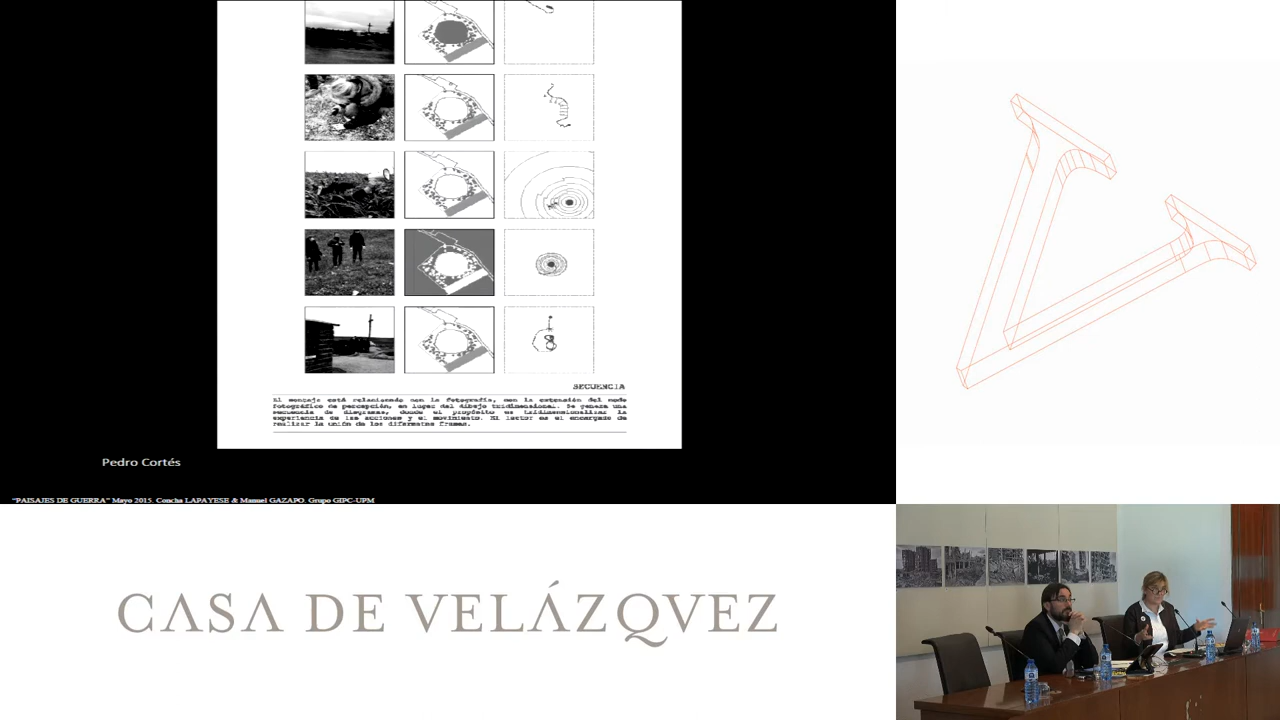 SECUENCIA
El montaje está relacionado con la fotografía, con la extensión del modo
fotográfico de percepción, en lugar del dibujo tridimensional. Se genera una
secuencia de diagramas, donde el propósito es tridimensionalizar la
experiencia de las acciones y el movimiento. El lector es el encargado de
realizar la unión de los diferentes frames.
Pedro Cortés
"PAISAJES DE GUERRA" Mayo 2015. Concha LAPAYESE & Manuel GAZAPO. Grupo GIPC-UPM
CASA DE VELÁZQVEZ